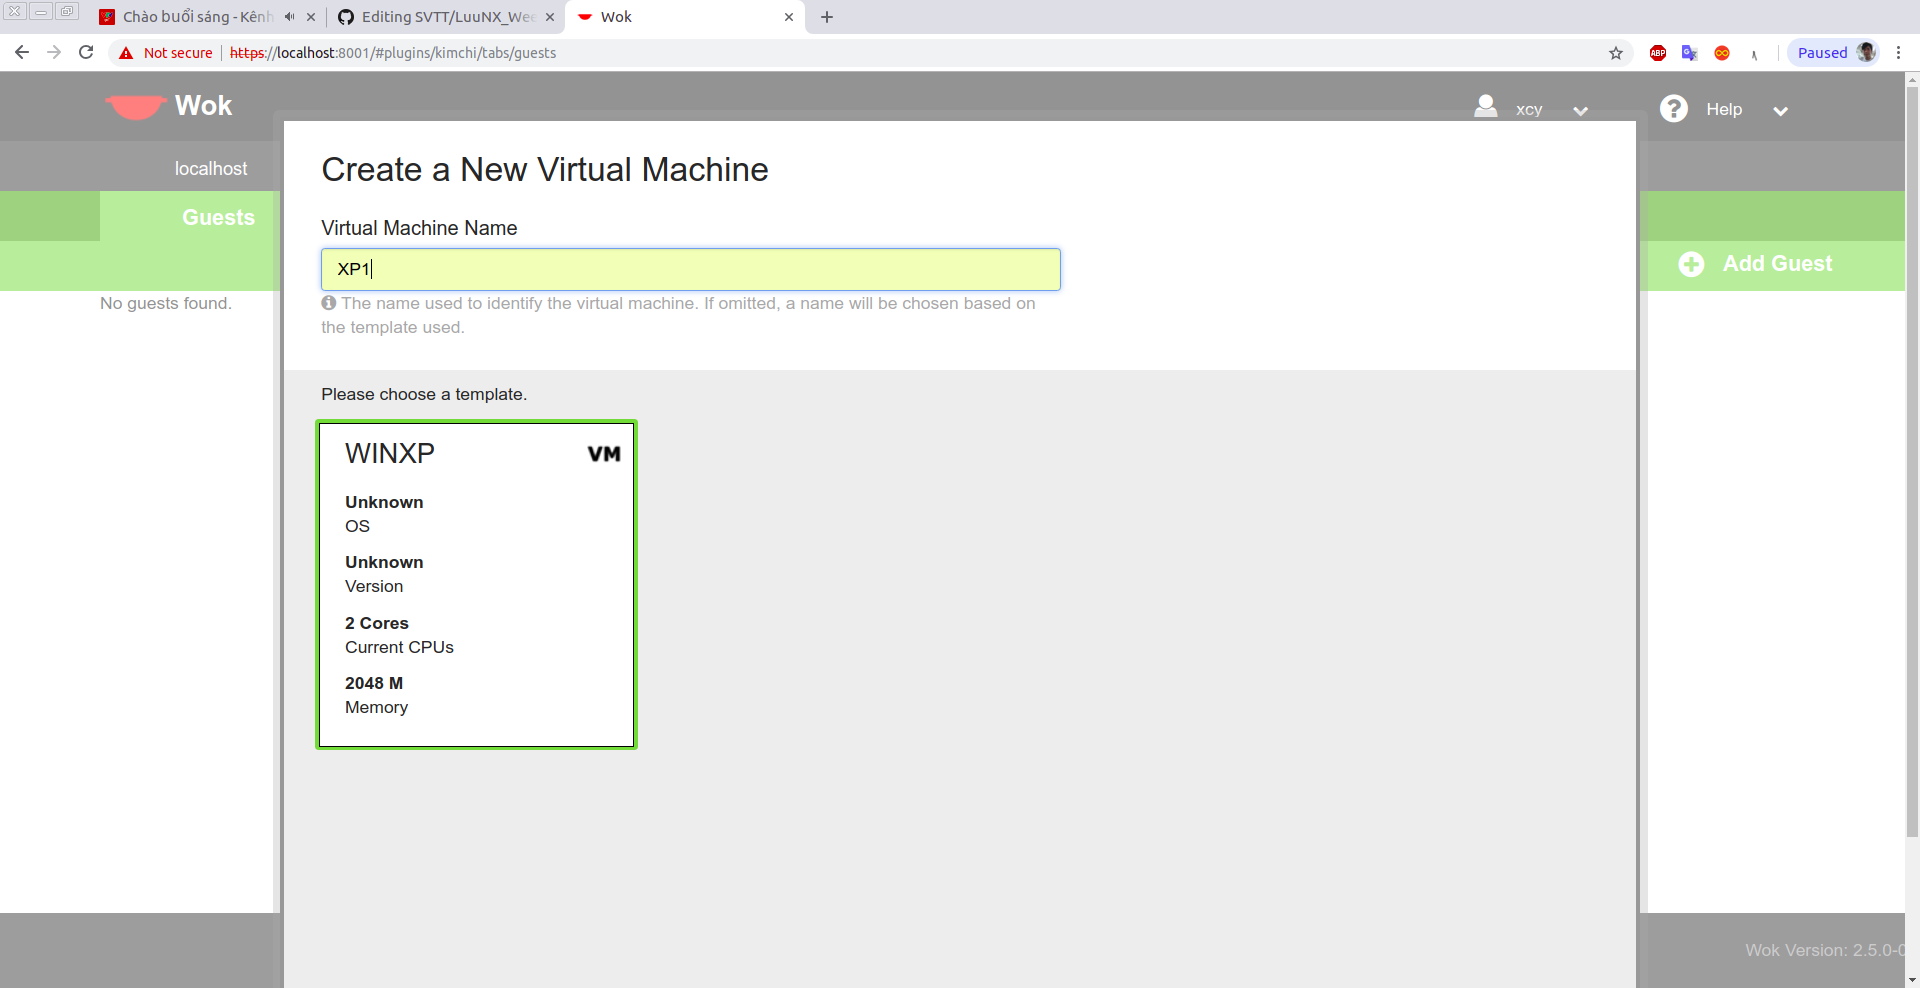 Chào buổi sáng - Kênh
Editing SVTT/LuuNX_Wee
Wok
Not secure
https://localhost:8001/#plugins/kimchi/tabs/guests
ABP
Paused
Wok
xcy
Help
localhost
Guests
Add Guest
No guests found.
Create a New Virtual Machine
Virtual Machine Name
XP1
The name used to identify the virtual machine. If omitted, a name will be chosen based on
the template used.
Please choose a template.
WINXP
VM
Unknown
OS
Unknown
Version
2 Cores
Current CPUs
2048 M
Memory
Wok Version: 2.5.0-0